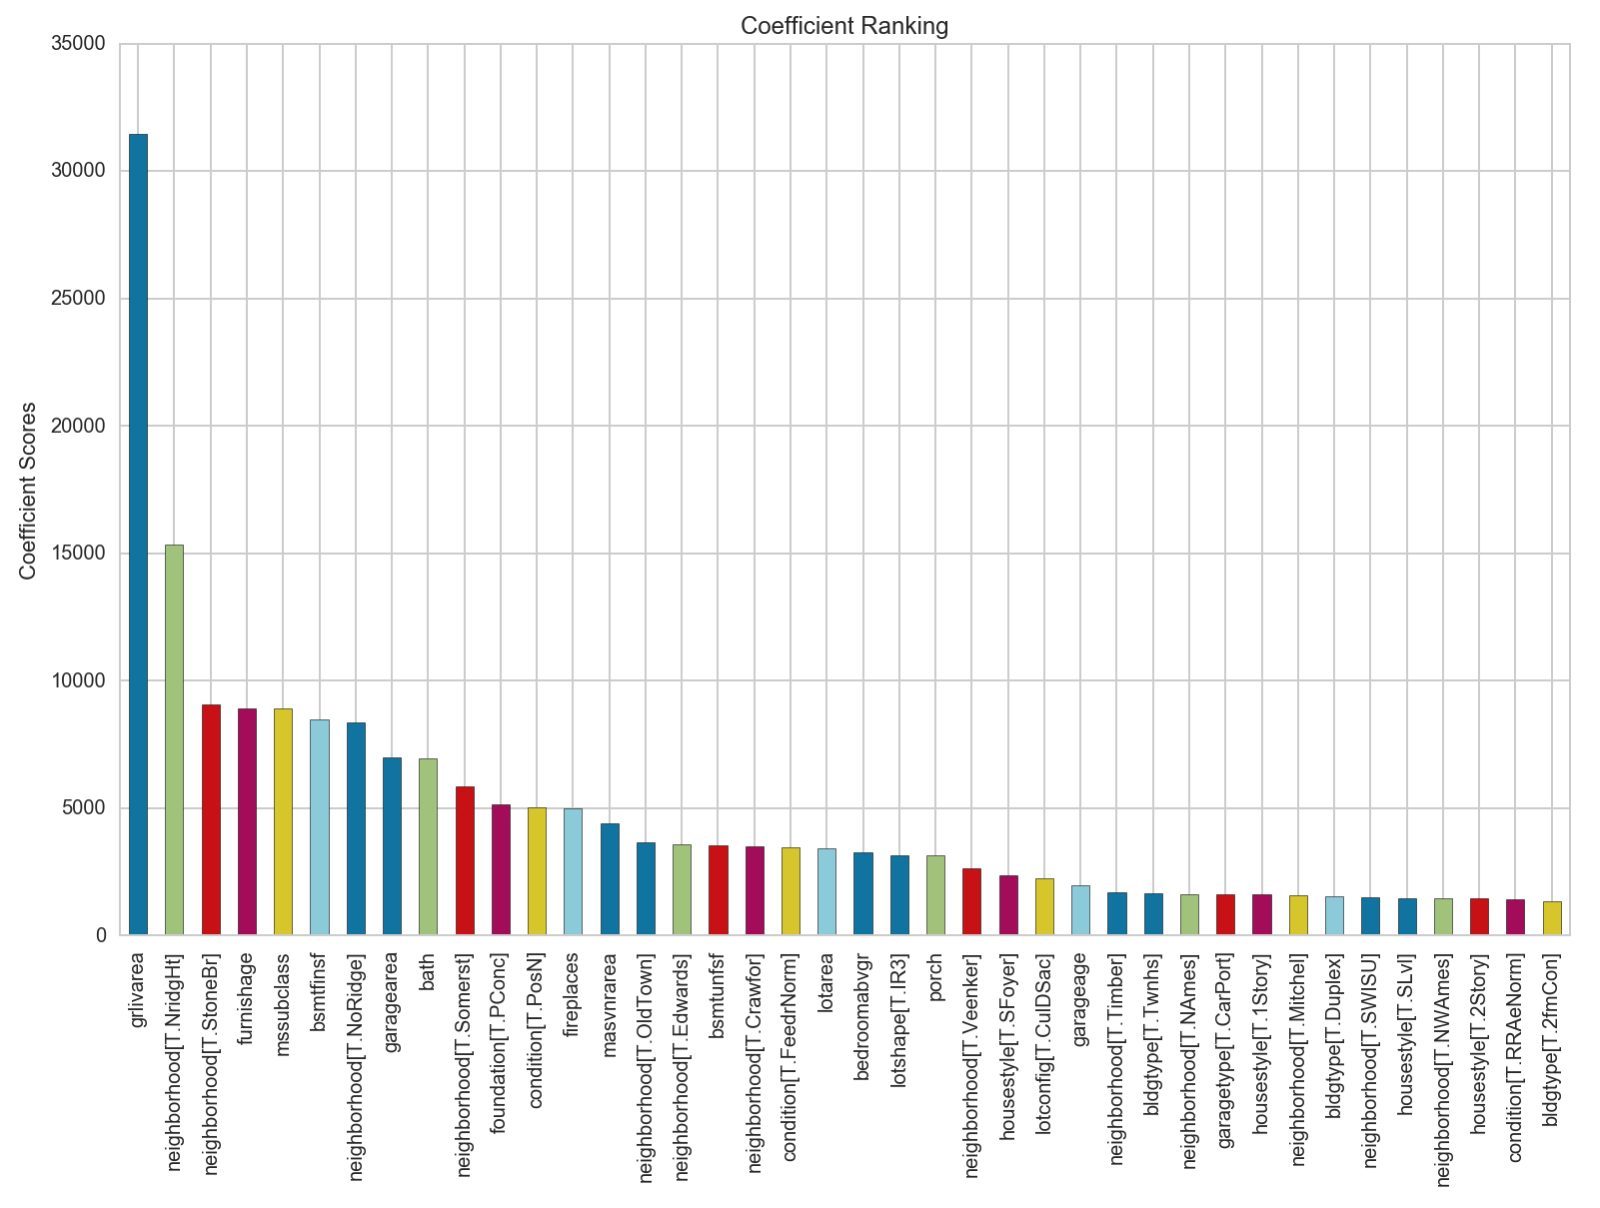 Coefficient Ranking
35000
30000
25000
20000
15000
10000
5000
0
Coefficient Scores
grlivarea
neighborhood[T.NridgHt]
neighborhood[T.StoneBr]
furnishage
mssubclass
bsmtfinsf
neighborhood[T.NoRidge]
garagearea
bath
neighborhood[T.Somerst]
foundation[T.PConc]
condition[T.PosN]
fireplaces
masvnrarea
neighborhood[T.OldTown]
neighborhood[T.Edwards]
bsmtunfsf
neighborhood[T.Crawfor]
condition[T.FeedrNorm]
lotarea
bedroomabvgr
lotshape[T.IR3]
porch
neighborhood[T.Veenker]
housestyle[T.SFoyer]
lotconfig[T.CulDSac]
garageage
neighborhood[T.Timber]
bldgtype[T.Twnhs]
neighborhood[T.NAmes]
garagetype[T.CarPort]
housestyle[T.1Story]
neighborhood[T.Mitchel]
bldgtype[T.Duplex]
neighborhood[T.SWISU]
housestyle[T.SLvl]
neighborhood[T.NWAmes]
housestyle[T.2Story]
condition[T.RRAeNorm]
bldgtype[T.2fmCon]